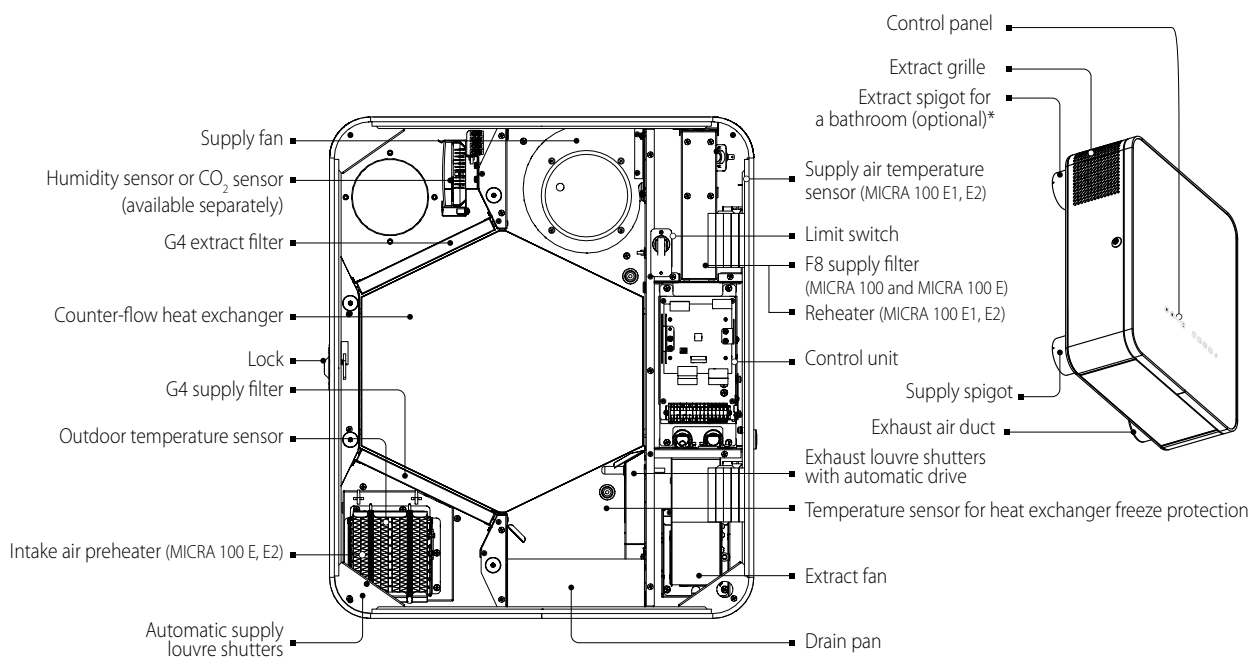 Supply fan
Humidity sensor or CO2 sensor
(available separately)
G4 extract filter
Counter-flow heat exchanger
Lock
G4 supply filter
Outdoor temperature sensor
Intake air preheater (MICRA 100 E, E2)
Automatic supply
louvre shutters
Control panel
Extract grille
Extract spigot for
a bathroom (optional)*
Supply air temperature
sensor (MICRA 100 E1, E2)
Limit switch
F8 supply filter
(MICRA 100 and MICRA 100 E)
Reheater (MICRA 100 E1, E2)
Control unit
Supply spigot
Exhaust air duct
Exhaust louvre shutters
with automatic drive
Temperature sensor for heat exchanger freeze protection
Extract fan
Drain pan